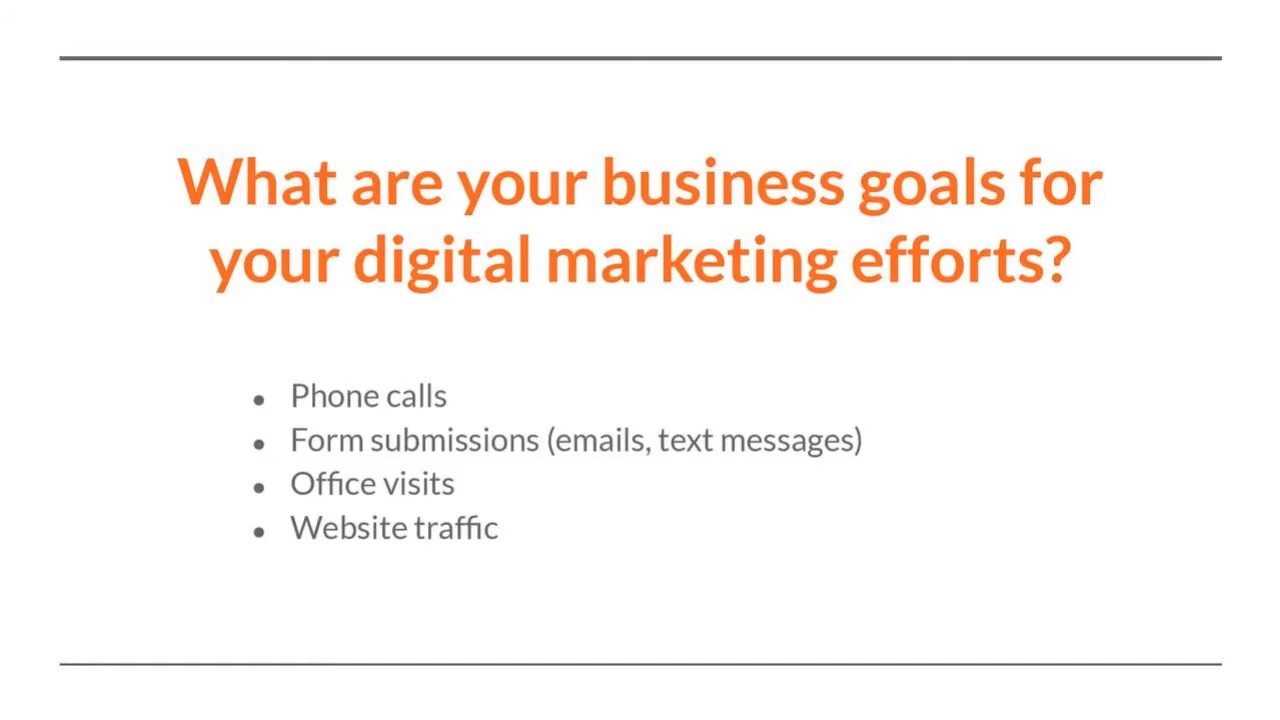 What are your business goals for
your digital marketing efforts?
● Phone calls
● Form submissions (emails, text messages)
● Office visits
● Website traffic